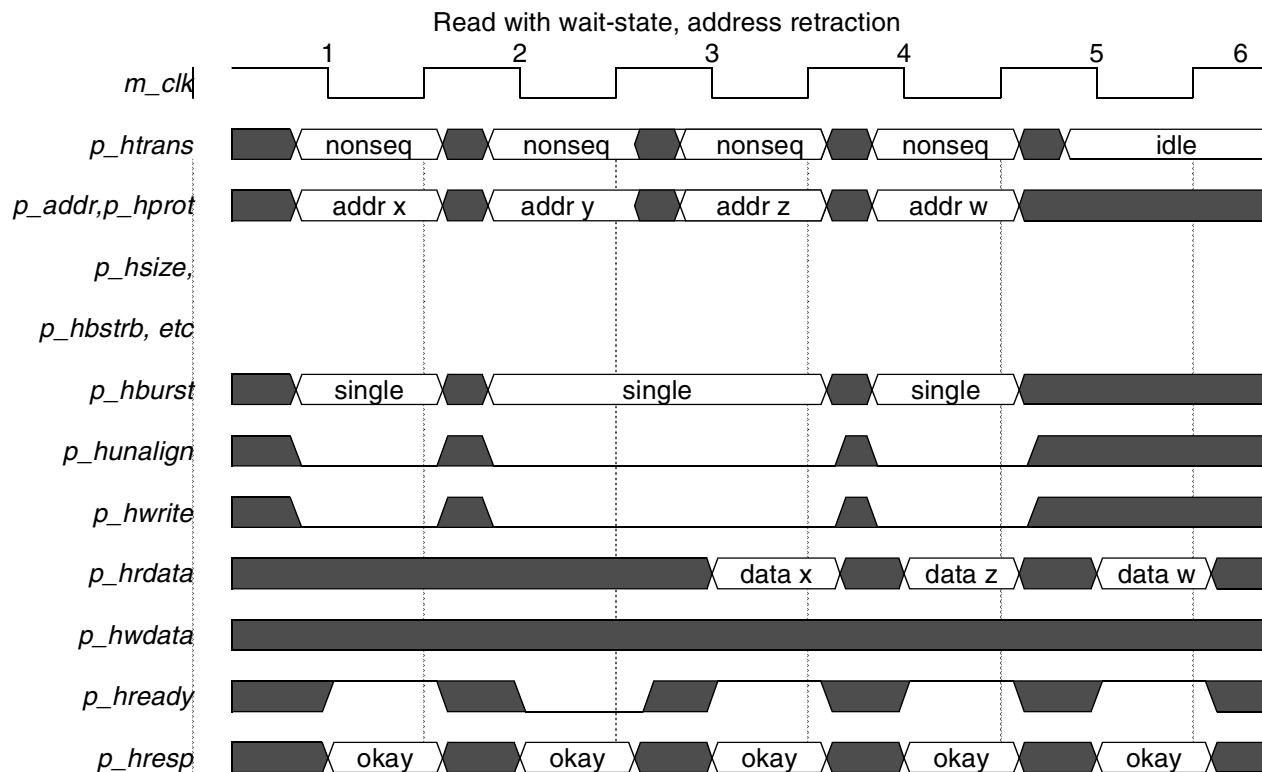 Read with wait-state, address retraction
1 2 3 4 5 6
m_clk
p_htrans nonseq nonseq nonseq nonseq idle
p_addr,p_hprot addr x addr y addr z addr w
p_hsize,
p_hbstrb, etc
p_hburst single single single
p_hunalign
p_hwrite
p_hrdata data x data z data w
p_hwdata
p_hready
p_hresp okay okay okay okay okay